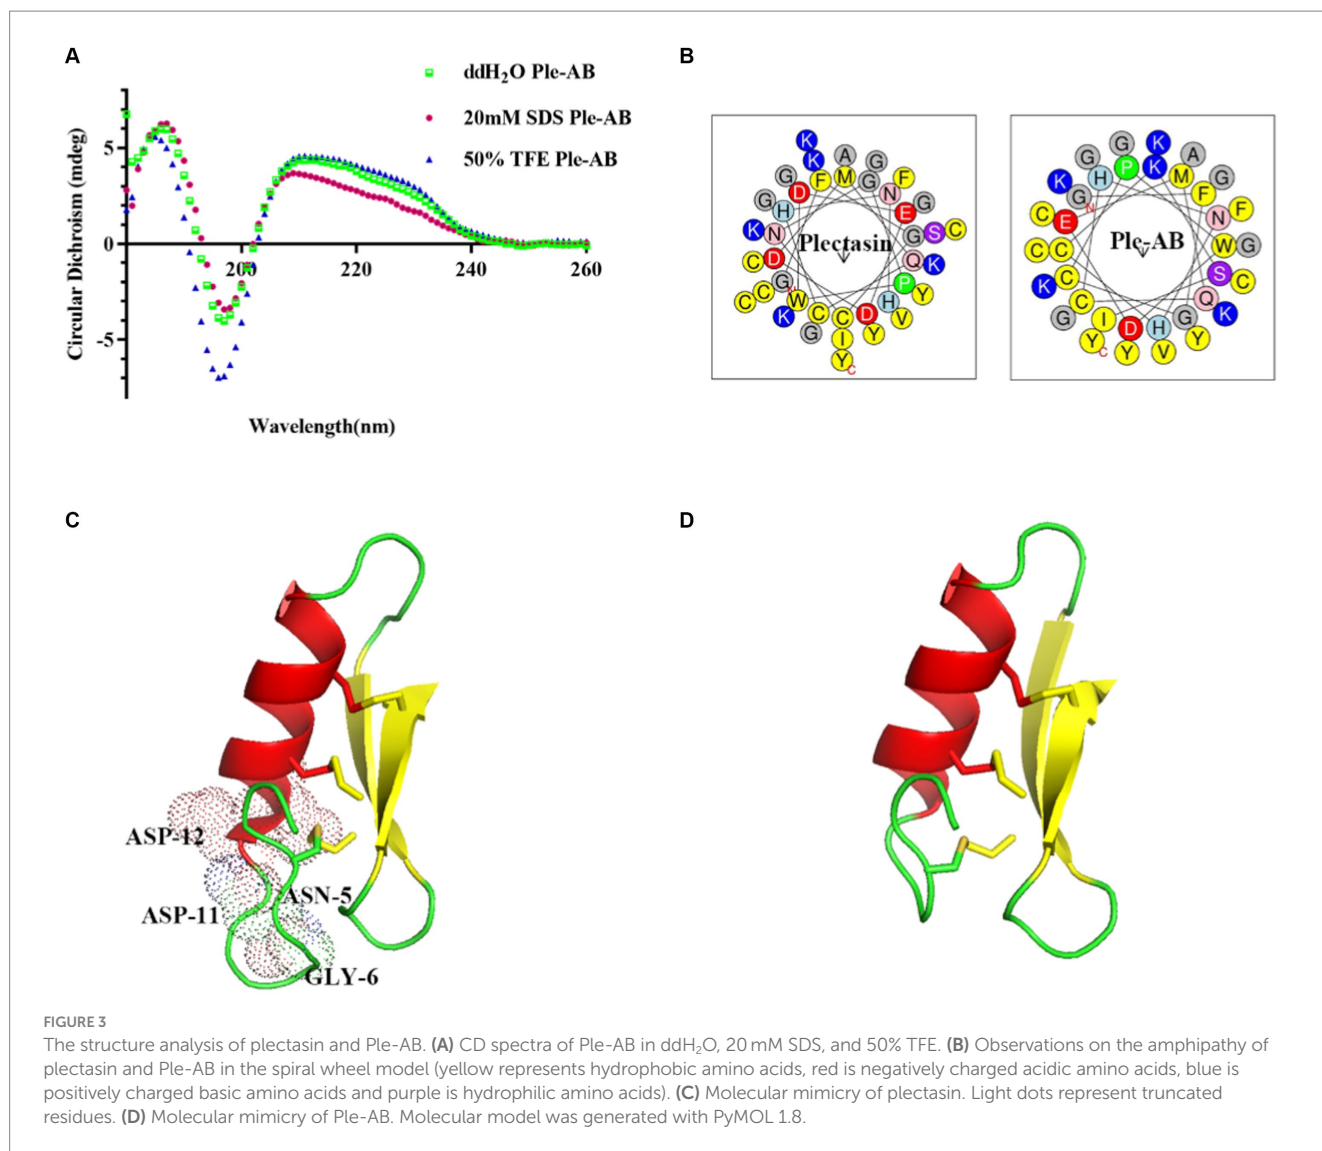 A
ddH₂O Ple-AB
20mM SDS Ple-AB
50% TFE Ple-AB
Circular Dichroism (mdeg)
5
0
-5
200
220
240
260
Wavelength(nm)
B
K
K A G
G D F M G F
G H N E G
K N Plectasin G S C
C D Q K
C C G N W P Y
K C C D H V
G I Y
Y C
G K A
G H P K M G
K G N F F
C E N
C C Ple-AB W G
K C S C
G C Q K
I D H G Y
Y C Y V
C
ASP-12
ASP-11
ASN-5
GLY-6
D
FIGURE 3
The structure analysis of plectasin and Ple-AB. (A) CD spectra of Ple-AB in ddH₂O, 20 mM SDS, and 50% TFE. (B) Observations on the amphipathy of
plectasin and Ple-AB in the spiral wheel model (yellow represents hydrophobic amino acids, red is negatively charged acidic amino acids, blue is
positively charged basic amino acids and purple is hydrophilic amino acids). (C) Molecular mimicry of plectasin. Light dots represent truncated
residues. (D) Molecular mimicry of Ple-AB. Molecular model was generated with PyMOL 1.8.